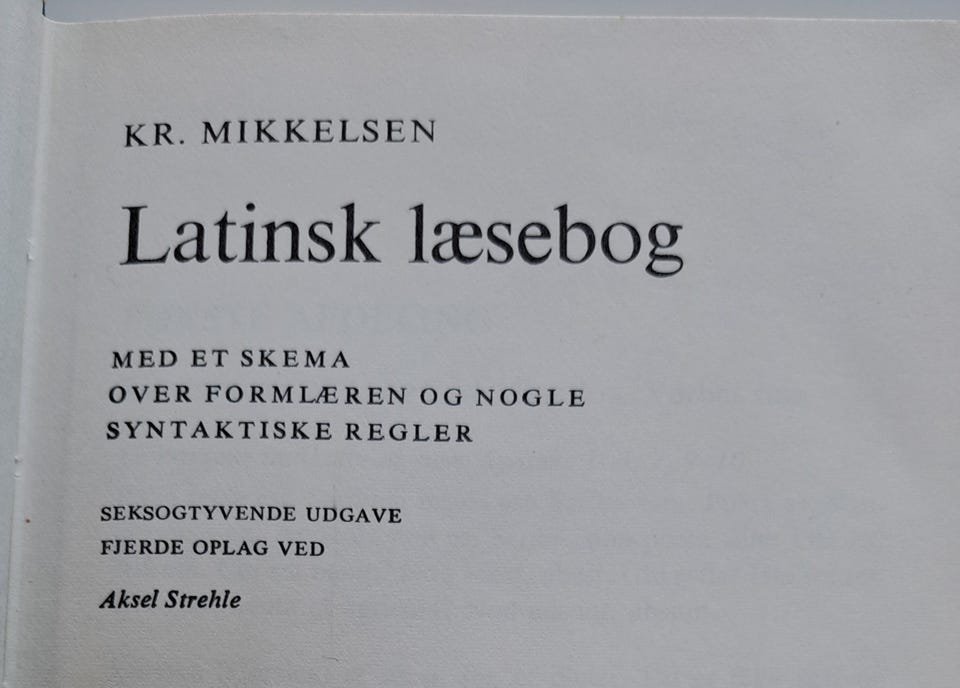 KR. MIKKELSEN
Latinsk læsebog
MED ET SKEMA
OVER FORMLÆREN OG NOGLE
SYNTAKTISKE REGLER
SEKSOGTYVENDE UDGAVE
FJERDE OPLAG VED
Aksel Strehle